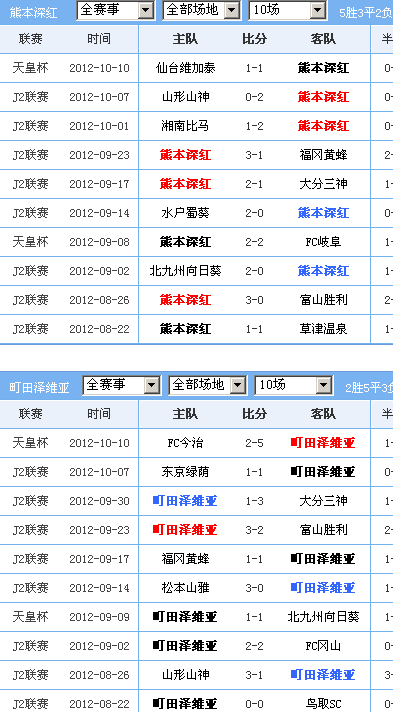 熊本深红 全赛事 全部场地 10场 5胜3平2负
联赛 时间 主队 比分 客队 半
天皇杯 2012-10-10 仙台维加泰 1-1 熊本深红 0-
J2联赛 2012-10-07 山形山神 0-2 熊本深红 0-
J2联赛 2012-10-01 湘南比马 1-2 熊本深红 0-
J2联赛 2012-09-23 熊本深红 3-1 福冈黄蜂 2-
J2联赛 2012-09-17 熊本深红 2-1 大分三神 1-
J2联赛 2012-09-14 水户蜀葵 2-0 熊本深红 0-
天皇杯 2012-09-08 熊本深红 2-2 FC岐阜 1-
J2联赛 2012-09-02 北九州向日葵 2-0 熊本深红 1-
J2联赛 2012-08-26 熊本深红 3-0 富山胜利 2-
J2联赛 2012-08-22 熊本深红 1-1 草津温泉 1-
町田泽维亚 全赛事 全部场地 10场 2胜5平3负
联赛 时间 主队 比分 客队 半
天皇杯 2012-10-10 FC今治 2-5 町田泽维亚 1-
J2联赛 2012-10-07 东京绿荫 1-1 町田泽维亚 0-
J2联赛 2012-09-30 町田泽维亚 1-3 大分三神 1-
J2联赛 2012-09-23 町田泽维亚 3-2 富山胜利 2-
J2联赛 2012-09-17 福冈黄蜂 1-1 町田泽维亚 1-
J2联赛 2012-09-14 松本山雅 3-0 町田泽维亚 1-
天皇杯 2012-09-09 町田泽维亚 1-1 北九州向日葵 0-
J2联赛 2012-09-02 町田泽维亚 2-2 FC冈山 0-
J2联赛 2012-08-26 山形山神 3-1 町田泽维亚 3-
J2联赛 2012-08-22 町田泽维亚 0-0 鸟取SC 0-